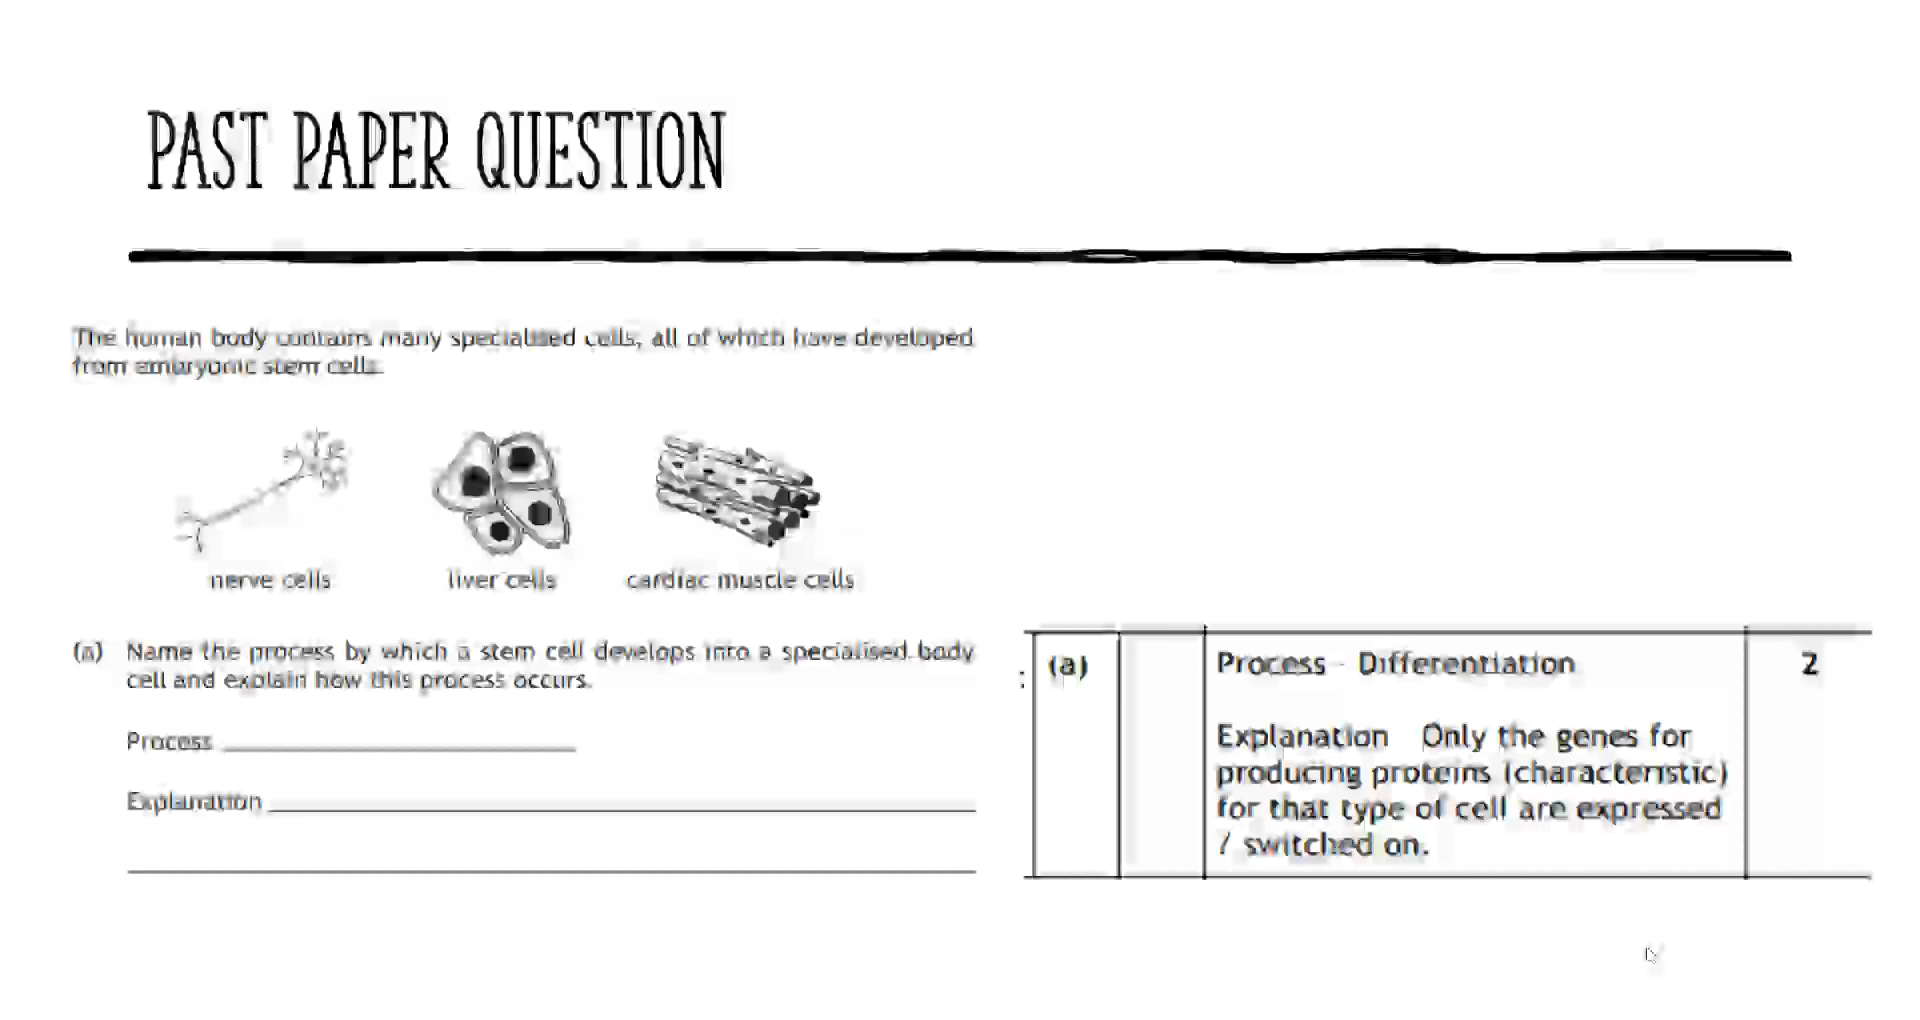 PAST PAPER QUESTION
The human body contains many specialised cells, all of which have developed
from embryonic stem cells.
nerve cells
liver cells
cardiac muscle cells
(a) Name the process by which a stem cell develops into a specialised body
cell and explain how this process occurs.
Process
Explanation
: (a) Process - Differentiation 2
Explanation Only the genes for
producing proteins (characteristic)
for that type of cell are expressed
/ switched on.